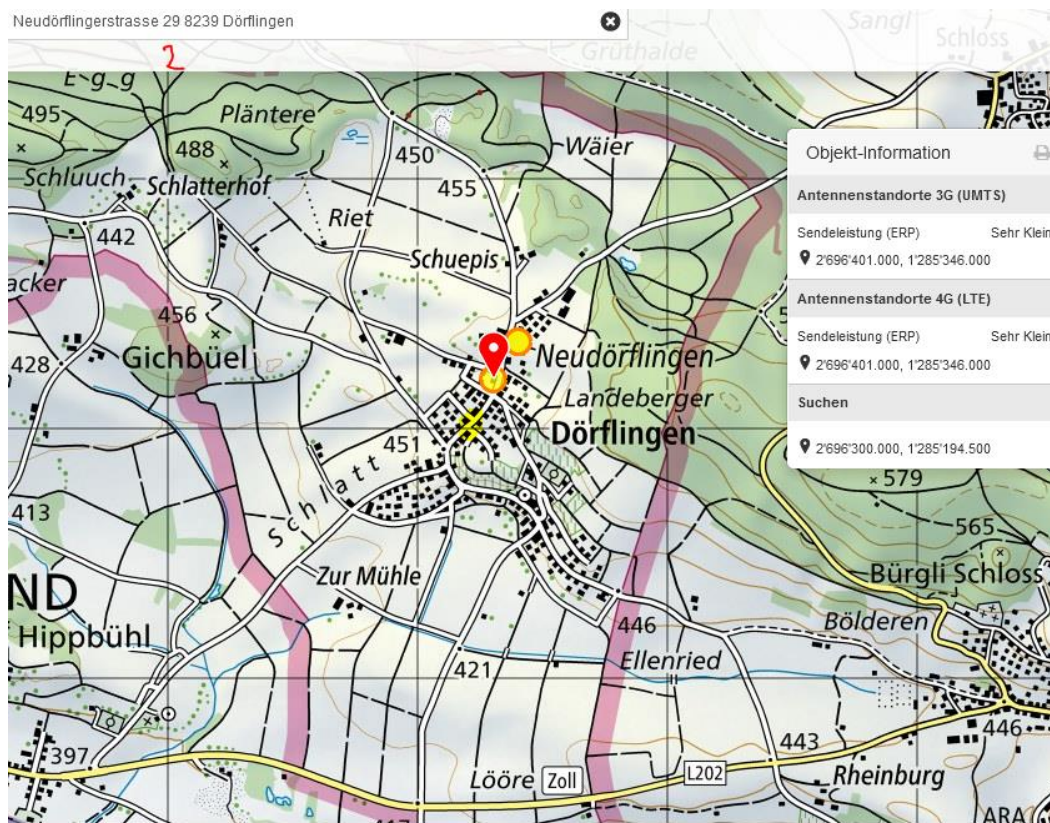 Neudörflingerstrasse 29 8239 Dörflingen
2
Grüthalde
Sangl
Schloss
E-g-g
495
Pläntere
488
450
Wäier
Schluuch
Schlatterhof
455
442
Riet
Schuepis
acker
456
428
Gichbüel
Neudörflingen
Landeberger
Dörflingen
451
Schlatt
413
579
565
ND
Zur Mühle
Bürgli Schloss
Hippbühl
446
Bölderen
421
Ellenried
397
443
446
Lööre
Zoll
L202
Rheinburg
ARA
Objekt-Information
Antennenstandorte 3G (UMTS)
Sendeleistung (ERP) Sehr Klein
2'696'401.000, 1'285'346.000
Antennenstandorte 4G (LTE)
Sendeleistung (ERP) Sehr Klein
2'696'401.000, 1'285'346.000
Suchen
2'696'300.000, 1'285'194.500